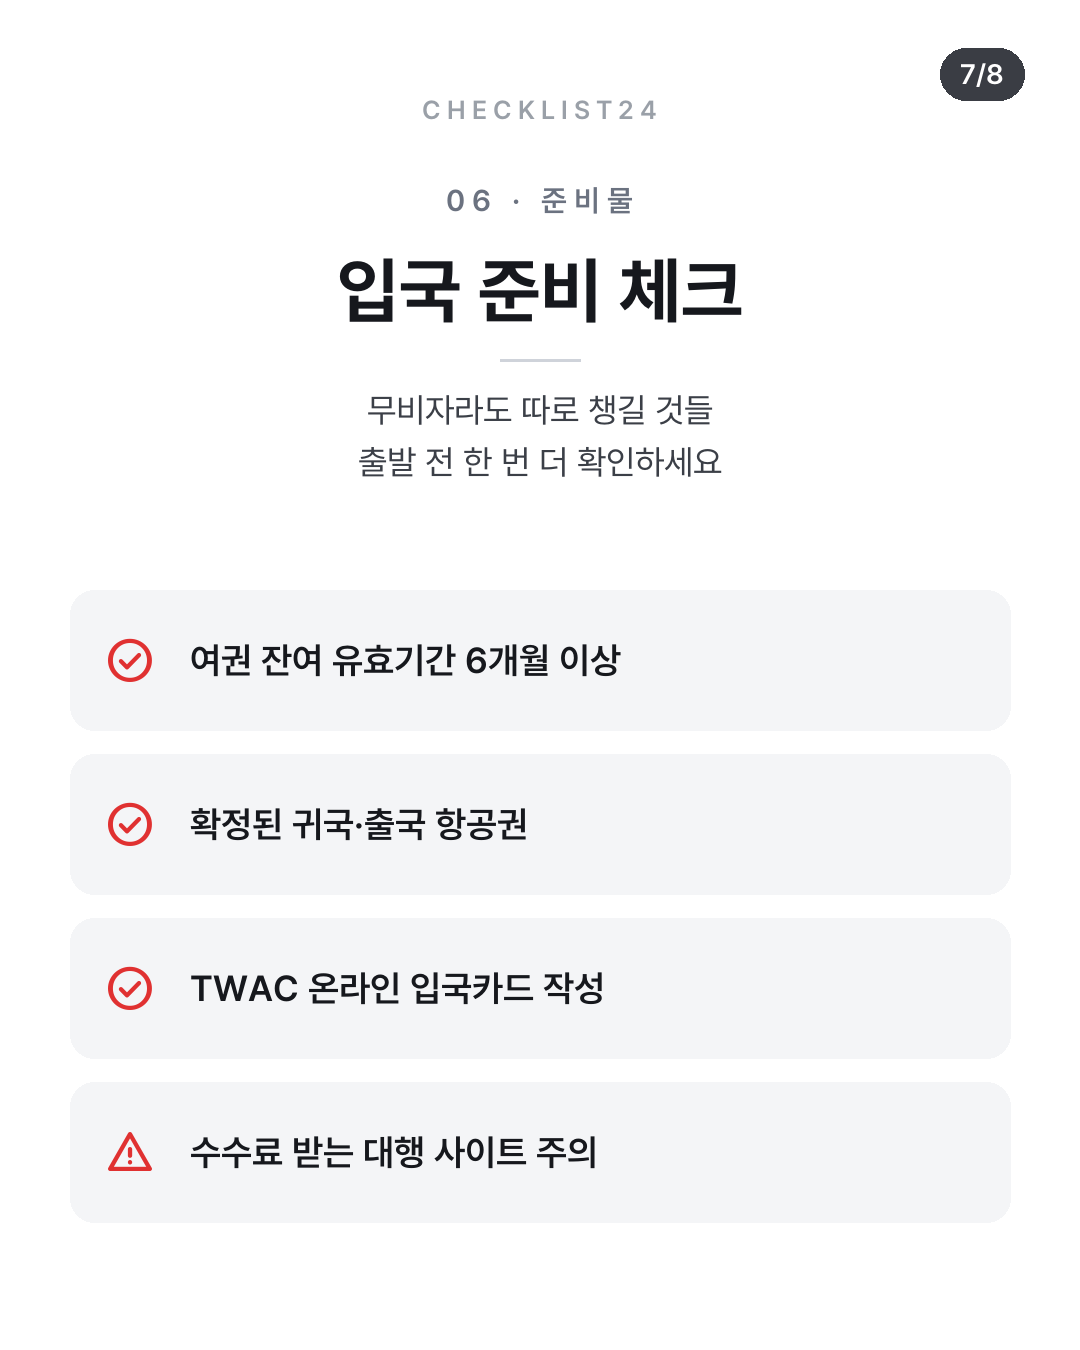 7/8
CHECKLIST24
06 · 준비물
입국 준비 체크
무비자라도 따로 챙길 것들
출발 전 한 번 더 확인하세요
여권 잔여 유효기간 6개월 이상
확정된 귀국·출국 항공권
TWAC 온라인 입국카드 작성
수수료 받는 대행 사이트 주의